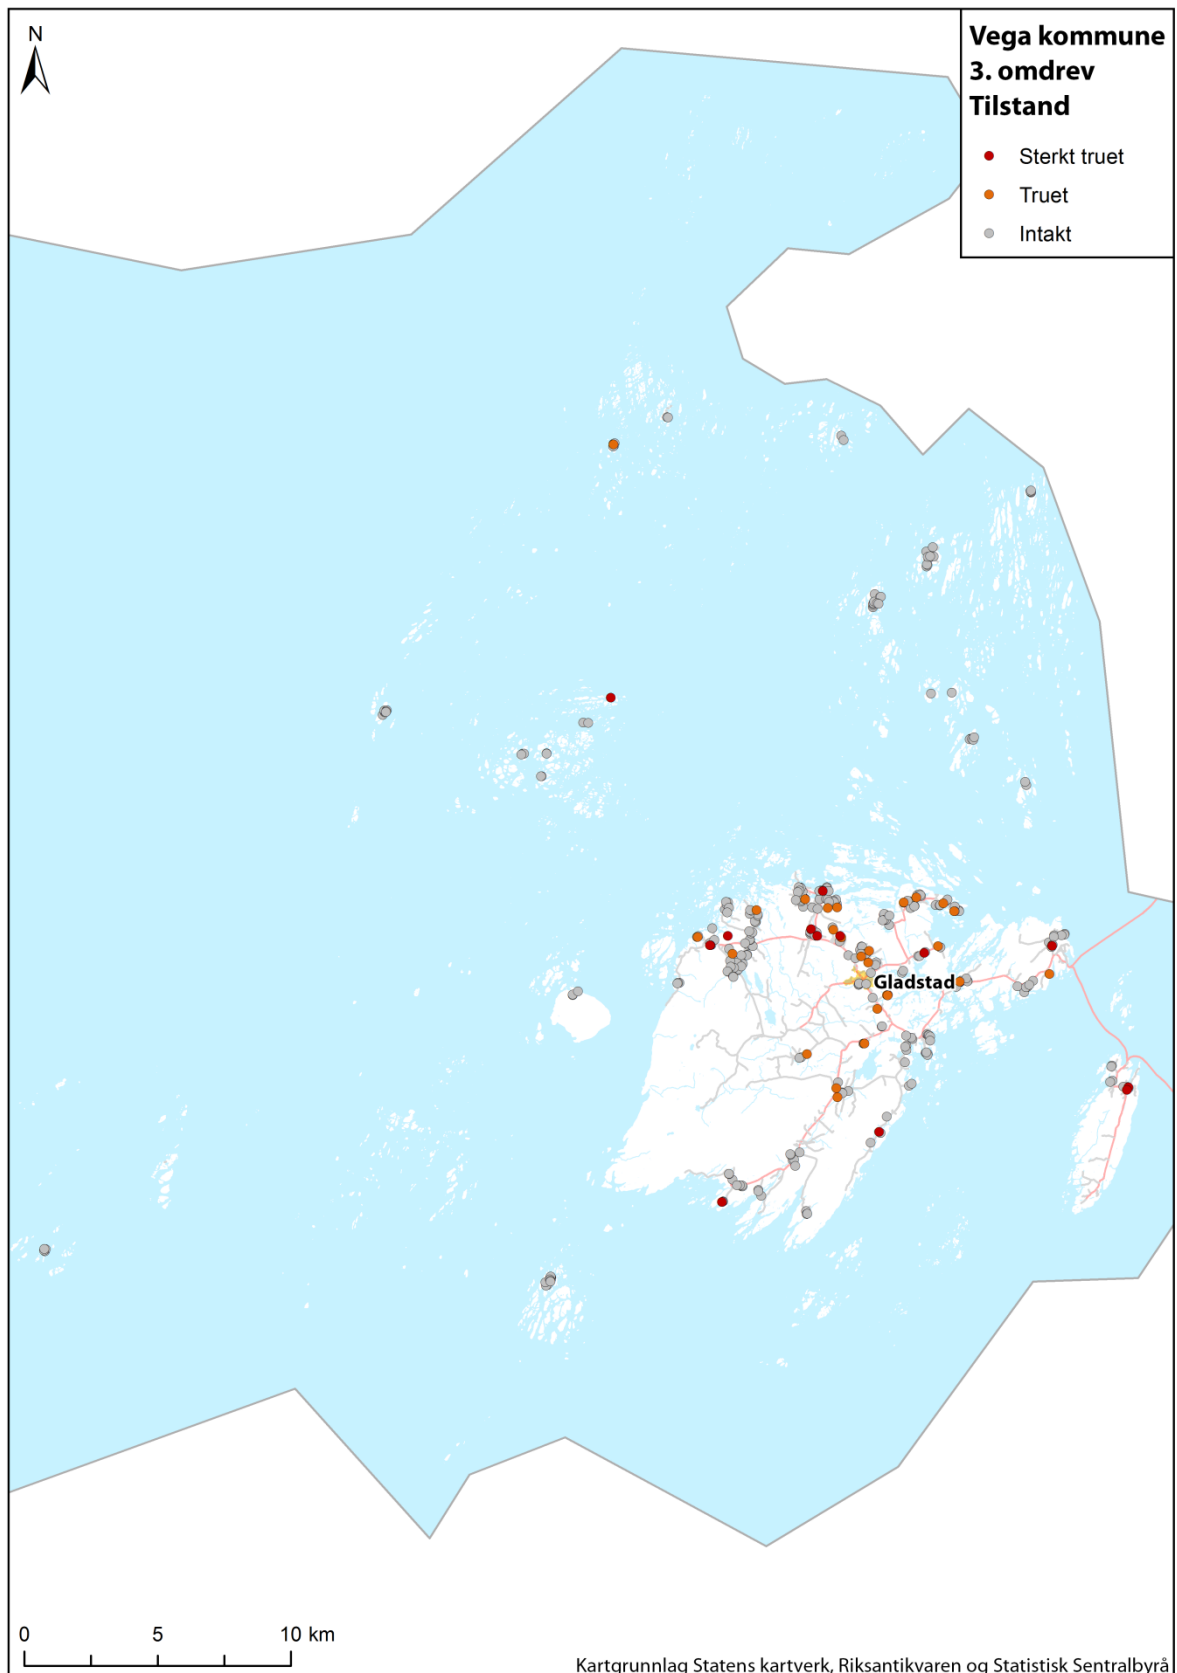 N
Vega kommune
3. omdrev
Tilstand
Sterkt truet
Truet
Intakt
Gladstad
0 5 10 km
Kartgrunnlag Statens kartverk, Riksantikvaren og Statistisk Sentralbyrå